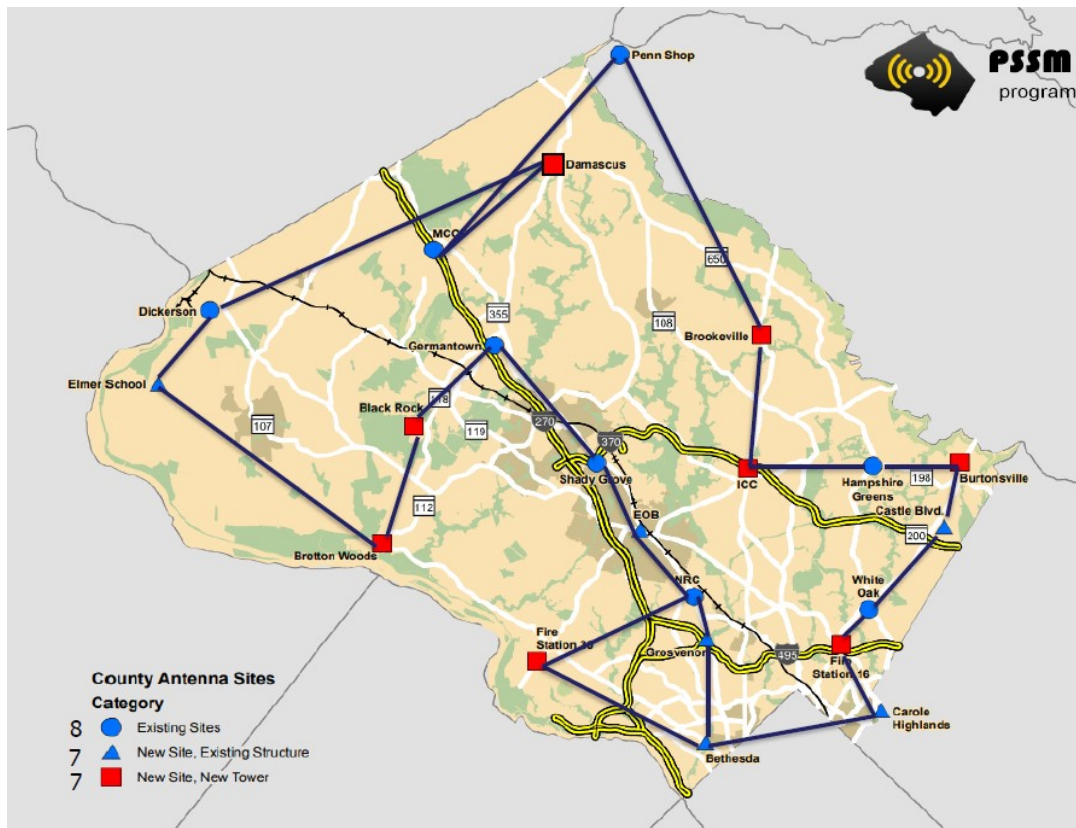 Penn Shop
PSSM
program
Damascus
MCC
650
Dickerson
355
108
Brookeville
Germantown
Elmer School
Black Rock
118
107
119
270
370
Shady Grove
ICC
Hampshire
Greens
198
Burtonsville
112
EOB
Castle Blvd.
200
Bretton Woods
NRC
White
Oak
Fire
Grosvenor
495
Fire
Station 16
County Antenna Sites
Category
8 Existing Sites
7 New Site, Existing Structure
7 New Site, New Tower
Carole
Highlands
Bethesda